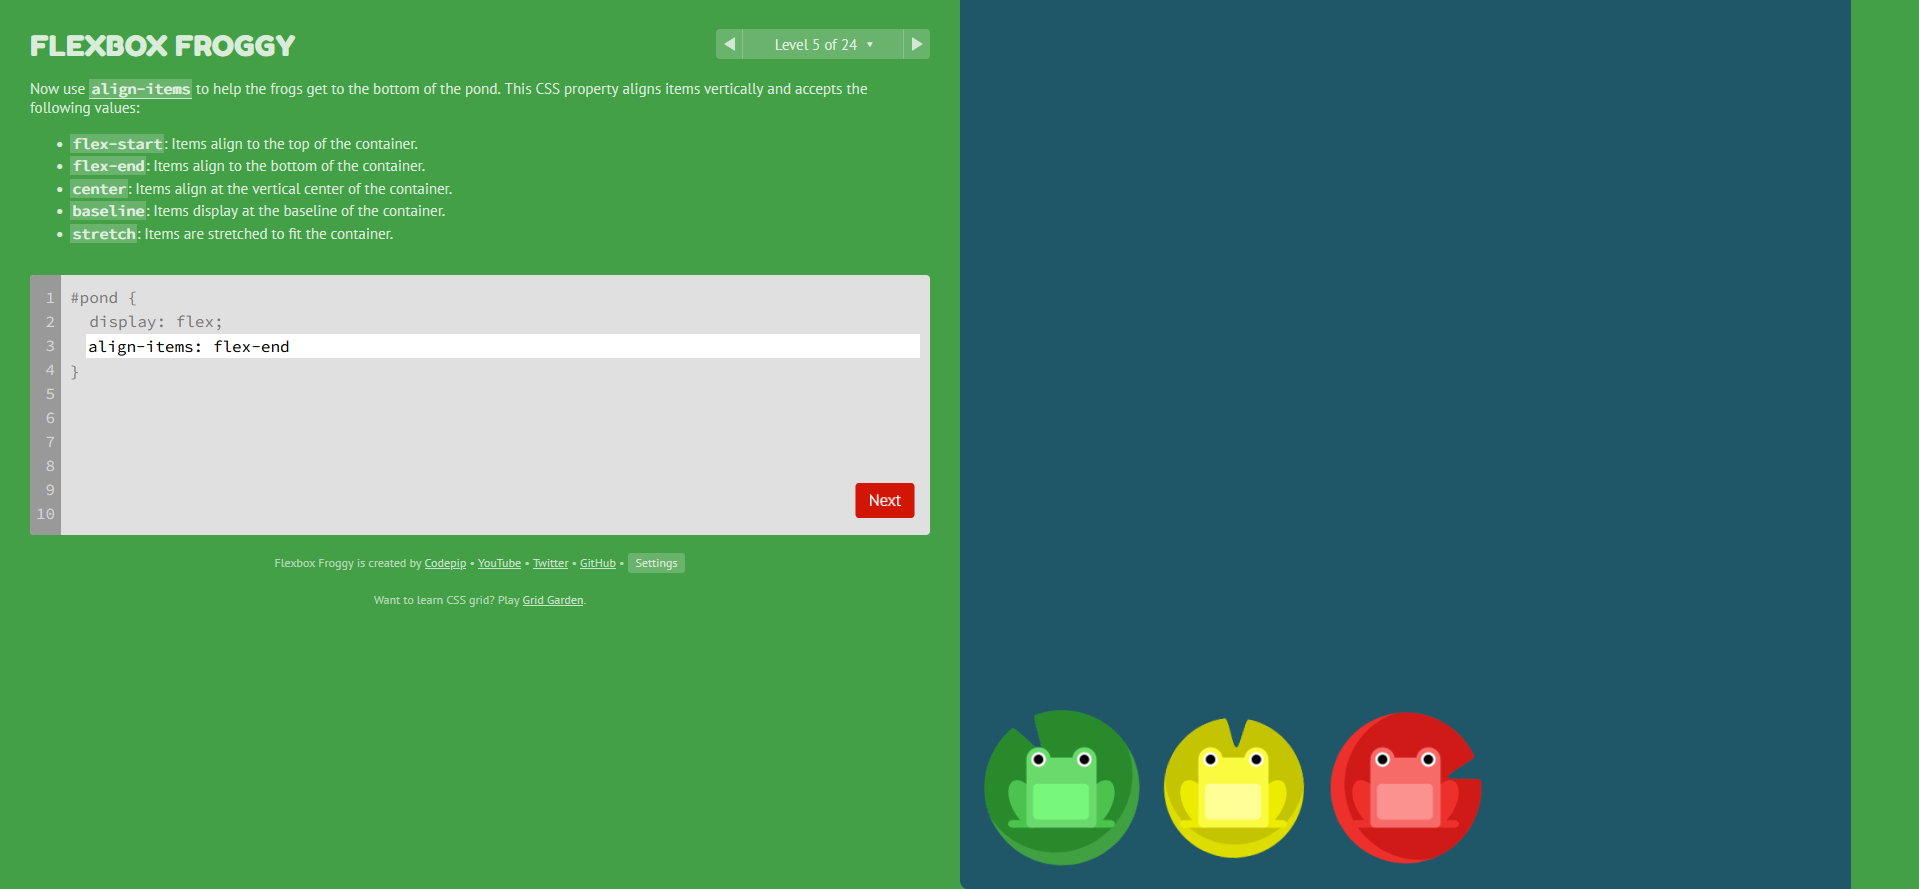 FLEXBOX FROGGY
◀ Level 5 of 24 ▾ ▶
Now use align-items to help the frogs get to the bottom of the pond. This CSS property aligns items vertically and accepts the
following values:
• flex-start: Items align to the top of the container.
• flex-end: Items align to the bottom of the container.
• center: Items align at the vertical center of the container.
• baseline: Items display at the baseline of the container.
• stretch: Items are stretched to fit the container.
1 #pond {
2 display: flex;
3 align-items: flex-end
4 }
5
6
7
8
9
10
Next
Flexbox Froggy is created by Codepip • YouTube • Twitter • GitHub • Settings
Want to learn CSS grid? Play Grid Garden.